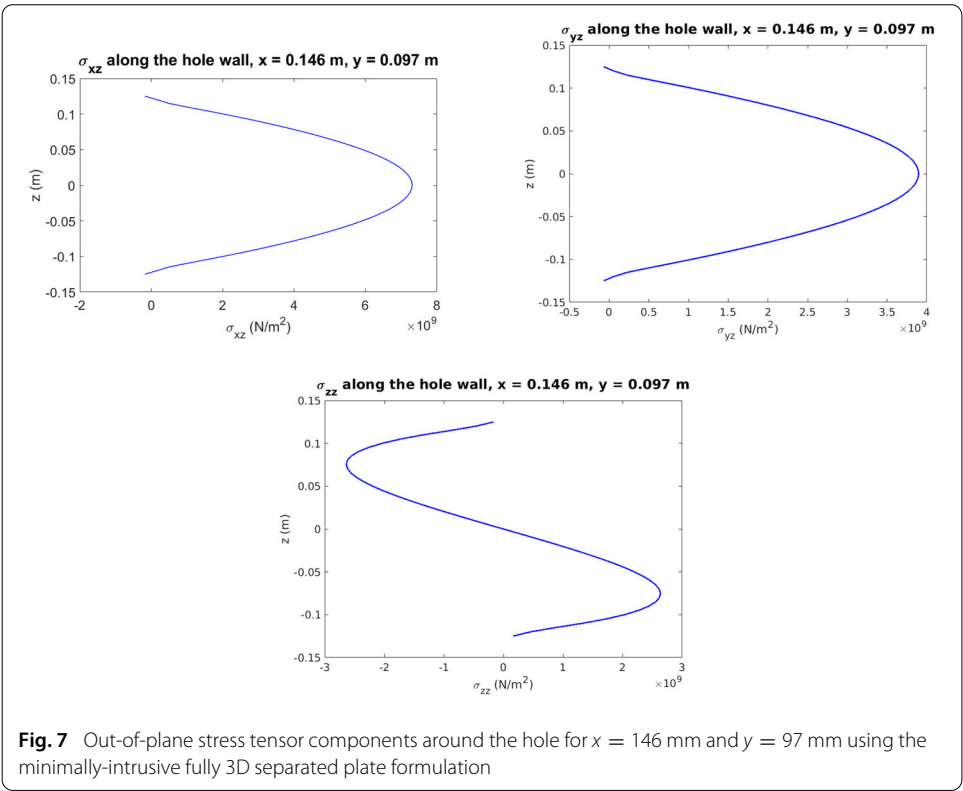 σxz along the hole wall, x = 0.146 m, y = 0.097 m
0.15
0.1
0.05
0
-0.05
-0.1
-0.15
z (m)
-2 0 2 4 6 8
σxz (N/m²) ×10⁹
σyz along the hole wall, x = 0.146 m, y = 0.097 m
0.15
0.1
0.05
0
-0.05
-0.1
-0.15
z (m)
-0.5 0 0.5 1 1.5 2 2.5 3 3.5 4
σyz (N/m²) ×10⁹
σzz along the hole wall, x = 0.146 m, y = 0.097 m
0.15
0.1
0.05
0
-0.05
-0.1
-0.15
z (m)
-3 -2 -1 0 1 2 3
σzz (N/m²) ×10⁹
Fig. 7 Out-of-plane stress tensor components around the hole for x = 146 mm and y = 97 mm using the
minimally-intrusive fully 3D separated plate formulation